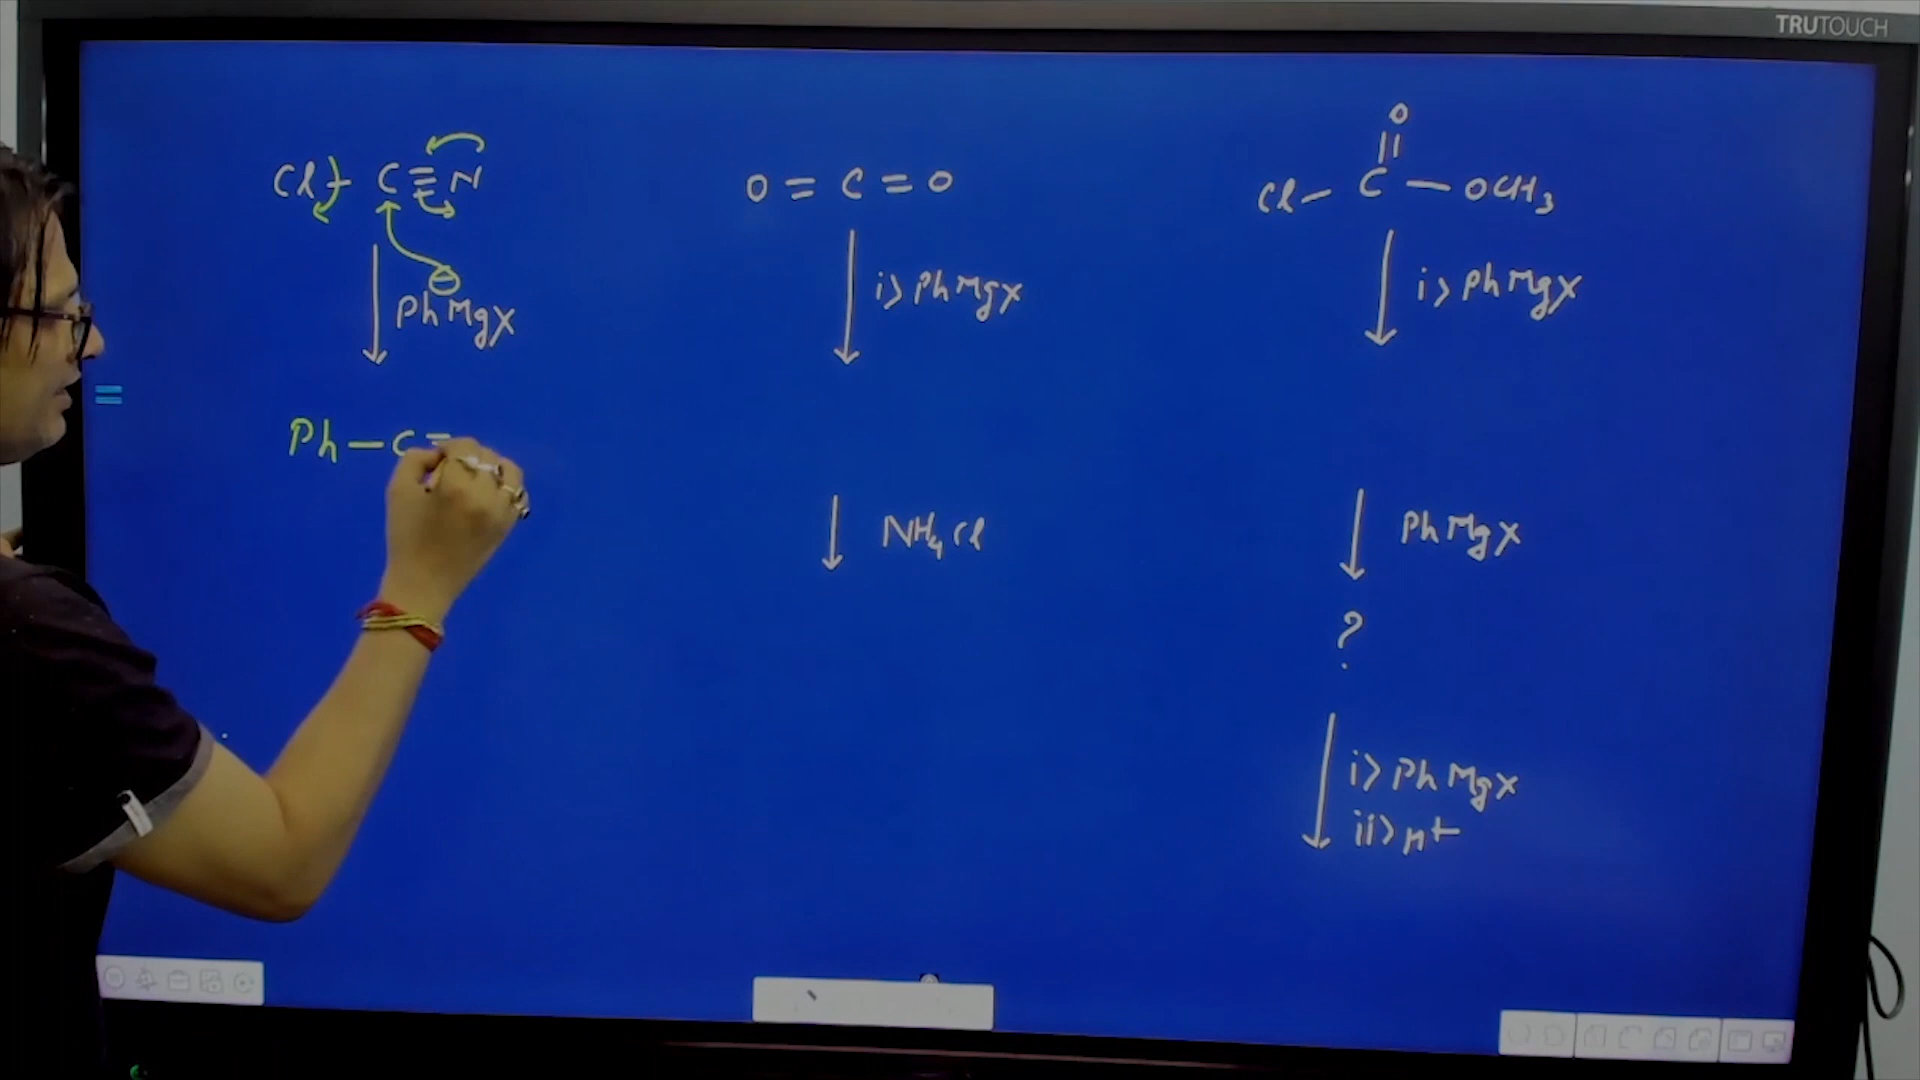 TRUTOUCH
Cl - C ≡ N
⊖
PhMgX
Ph - C ≡
O = C = O
i> PhMgX
NH4Cl
O
Cl - C - OCH3
i> PhMgX
PhMgX
?
i> PhMgX
ii> H+